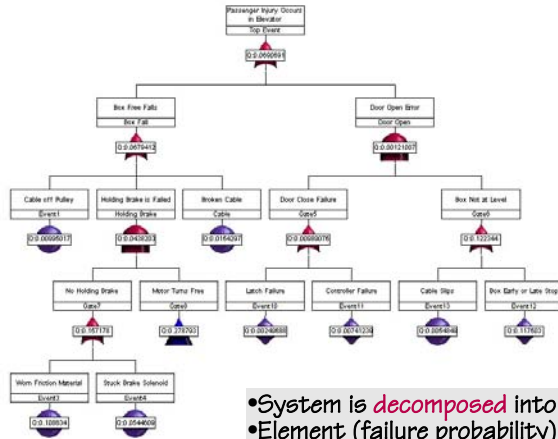 Passenger Injury Occurs
in Elevator
Top Event
Q:0.0690691
Box Free Falls
Box Fall
Q:0.0679412
Door Open Error
Door Open
Q:0.00121007
Cable off Pulley
Event1
Q:0.00995017
Holding Brake is Failed
Holding Brake
Broken Cable
Cable
Q:0.0164297
Door Close Failure
Gate5
Q:0.00989076
Box Not at Level
Gate6
Q:0.122344
No Holding Brake
Gate7
Q:0.157178
Motor Turns Free
Gate8
Q:0.278793
Latch Failure
Event10
Q:0.00249688
Controller Failure
Event11
Q:0.00741239
Cable Slips
Event13
Box Early or Late Stop
Event12
Q:0.117503
Worn Friction Material
Event3
Q:0.108634
Stuck Brake Solenoid
Event4
Q:0.0544609
•System is decomposed into
•Element (failure probability)